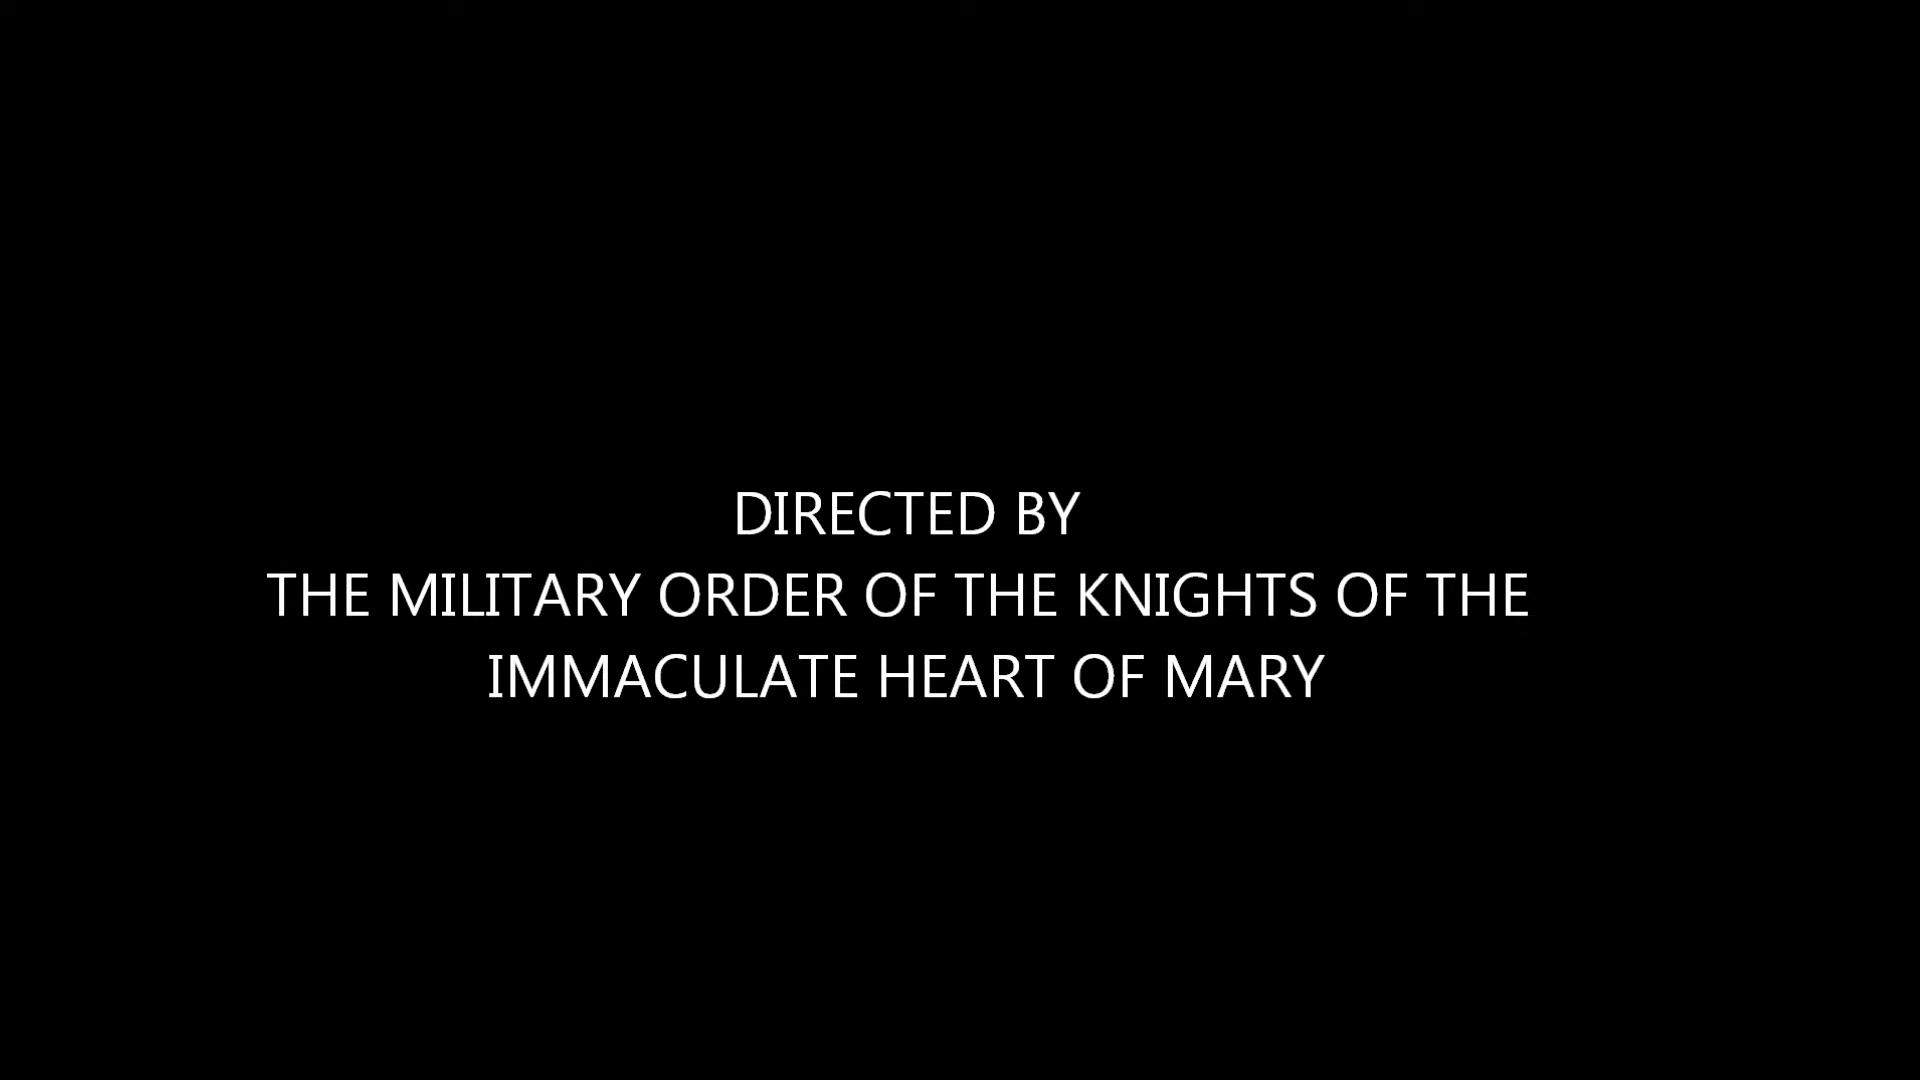 DIRECTED BY
THE MILITARY ORDER OF THE KNIGHTS OF THE
IMMACULATE HEART OF MARY